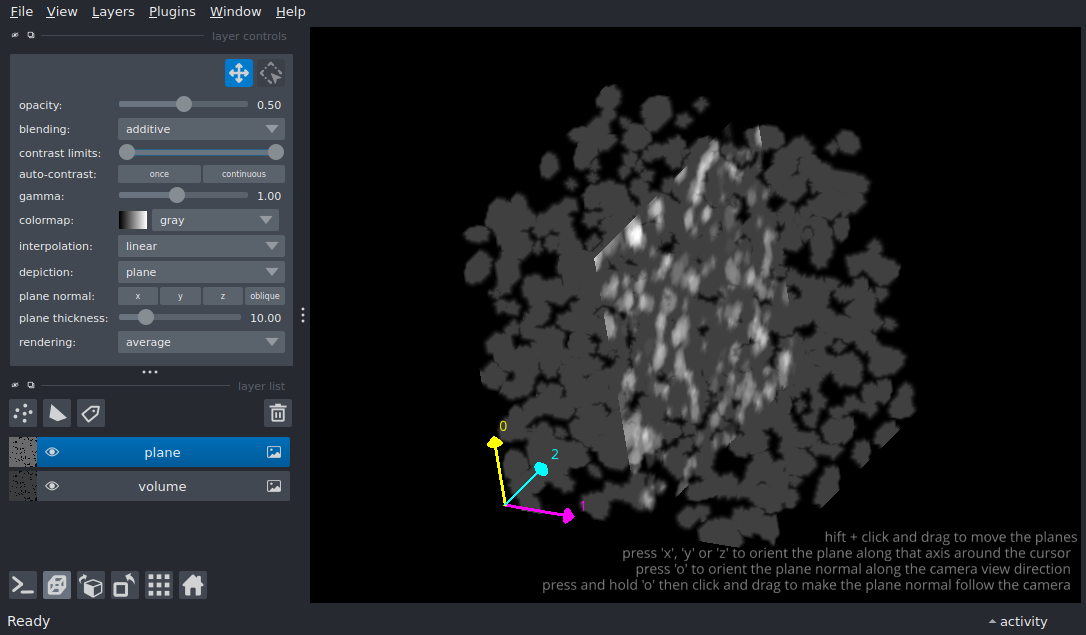 File View Layers Plugins Window Help
layer controls
opacity: 0.50
blending: additive
contrast limits:
auto-contrast: once continuous
gamma: 1.00
colormap: gray
interpolation: linear
depiction: plane
plane normal: x y z oblique
plane thickness: 10.00
rendering: average
layer list
plane
volume
0
2
1
hift + click and drag to move the planes
press 'x', 'y' or 'z' to orient the plane along that axis around the cursor
press 'o' to orient the plane normal along the camera view direction
press and hold 'o' then click and drag to make the plane normal follow the camera
Ready
activity